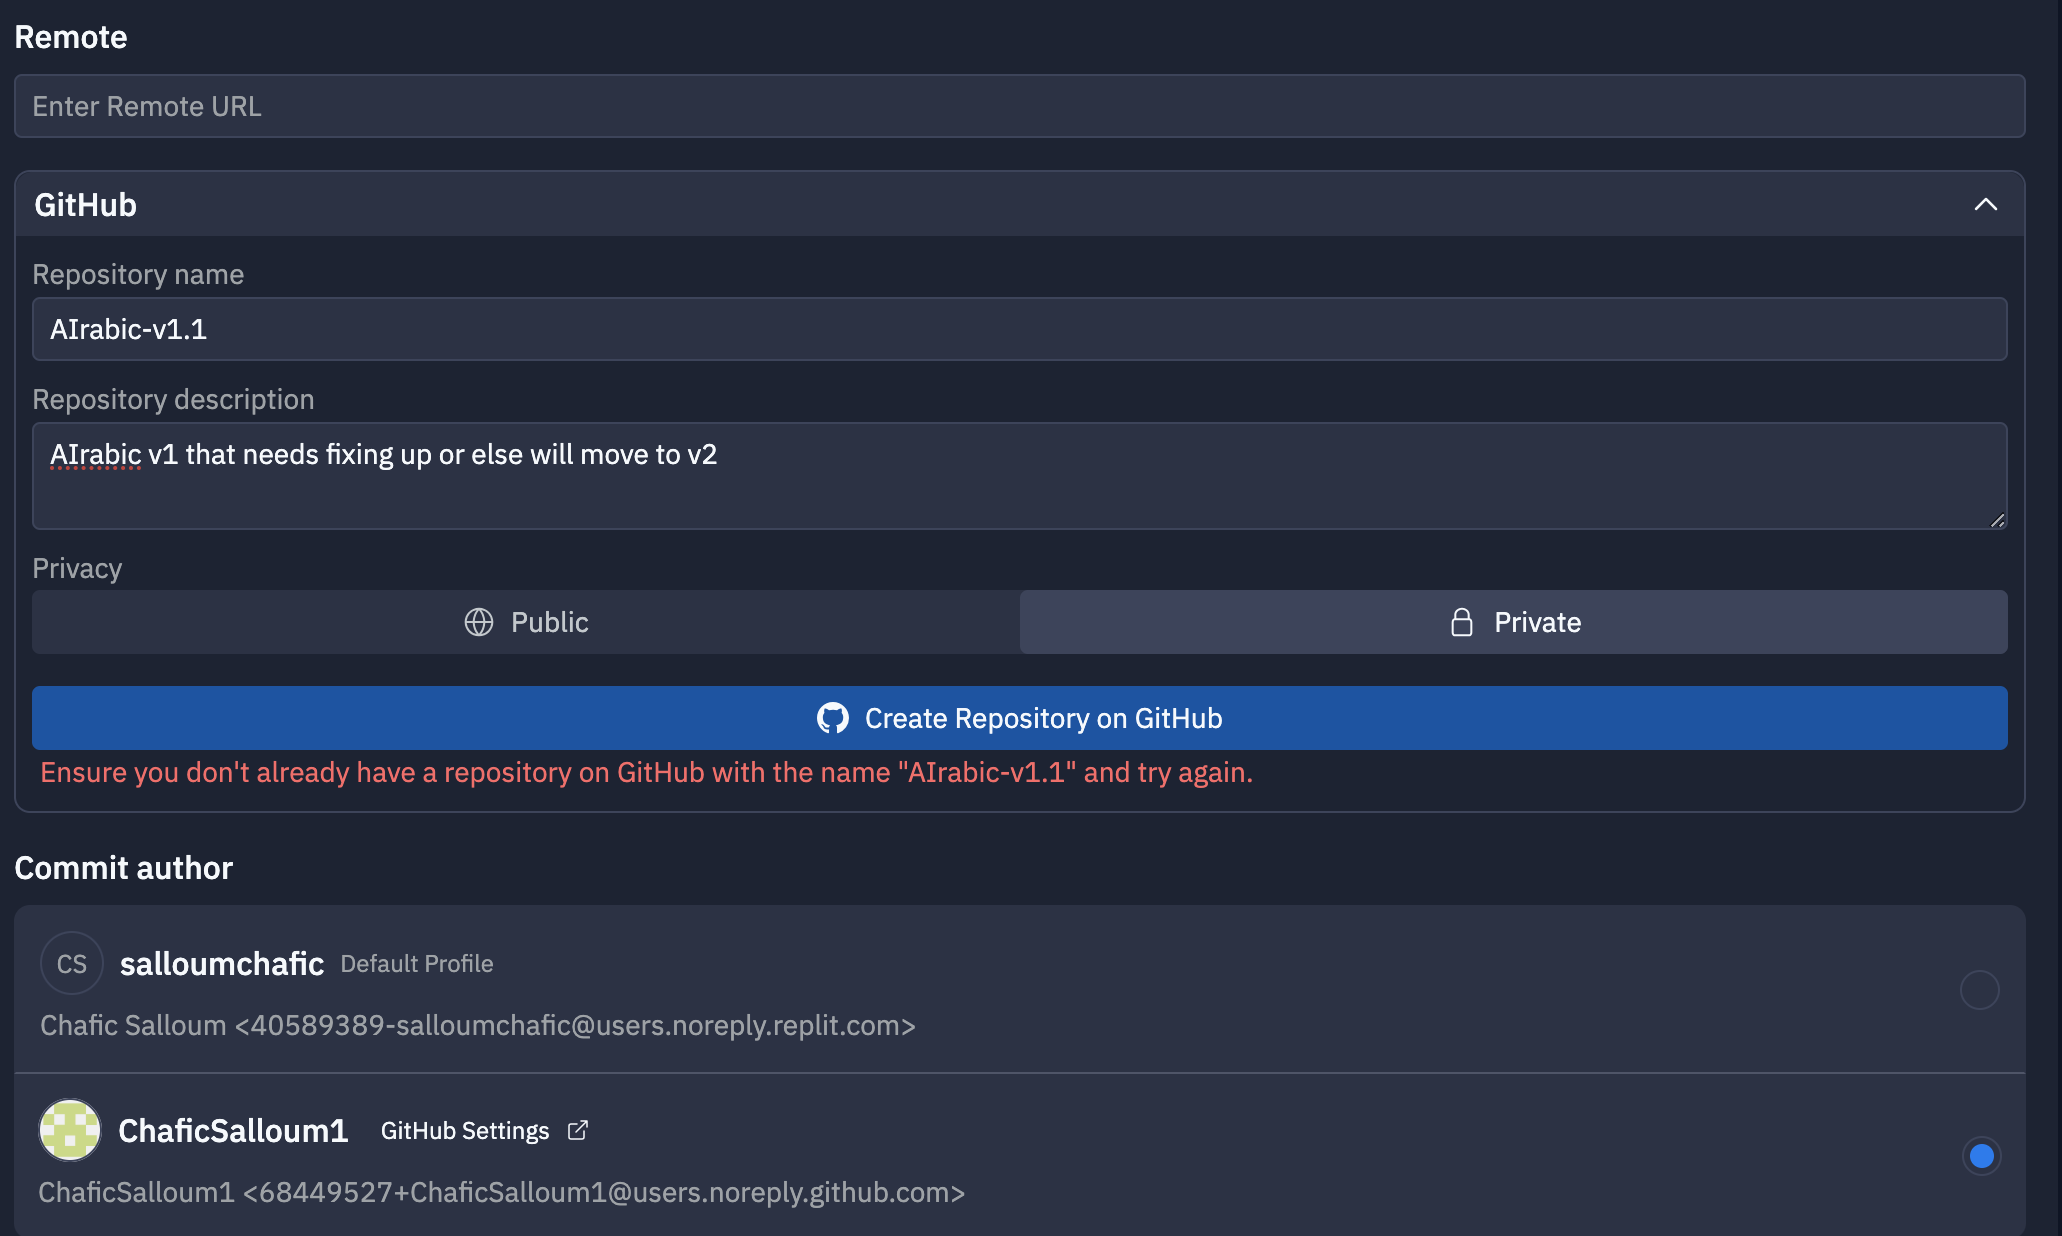 Remote
Enter Remote URL
GitHub
Repository name
AIrabic-v1.1
Repository description
AIrabic v1 that needs fixing up or else will move to v2
Privacy
Public
Private
Create Repository on GitHub
Ensure you don't already have a repository on GitHub with the name "AIrabic-v1.1" and try again.
Commit author
CS salloumchafic Default Profile
Chafic Salloum <40589389-salloumchafic@users.noreply.replit.com>
ChaficSalloum1 GitHub Settings
ChaficSalloum1 <68449527+ChaficSalloum1@users.noreply.github.com>